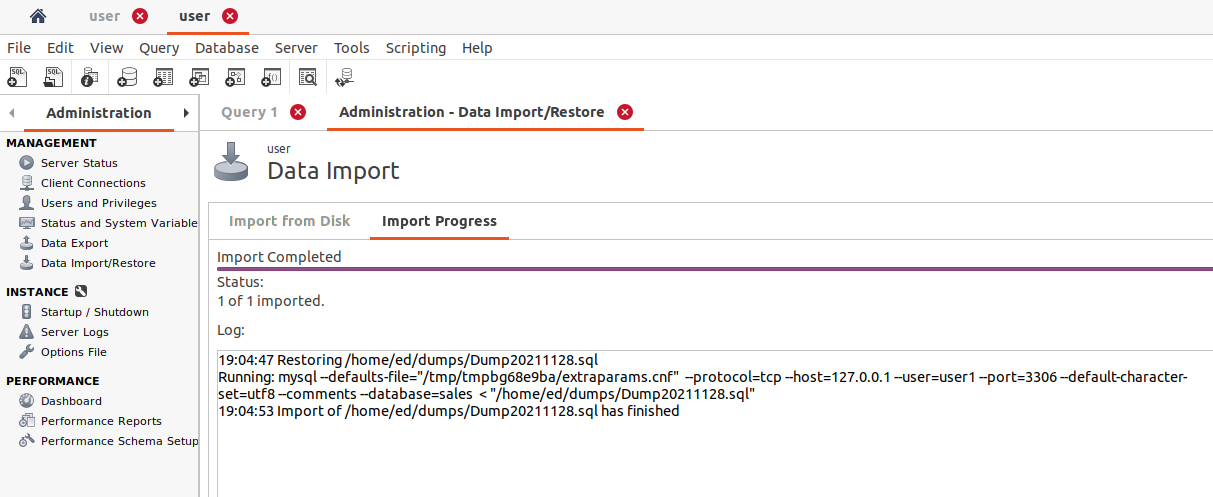 user user
File Edit View Query Database Server Tools Scripting Help
SQL SQL
Administration
Query 1 Administration - Data Import/Restore
MANAGEMENT
Server Status
Client Connections
Users and Privileges
Status and System Variable
Data Export
Data Import/Restore
INSTANCE
Startup / Shutdown
Server Logs
Options File
PERFORMANCE
Dashboard
Performance Reports
Performance Schema Setup
user
Data Import
Import from Disk Import Progress
Import Completed
Status:
1 of 1 imported.
Log:
19:04:47 Restoring /home/ed/dumps/Dump20211128.sql
Running: mysql --defaults-file="/tmp/tmpbg68e9ba/extraparams.cnf" --protocol=tcp --host=127.0.0.1 --user=user1 --port=3306 --default-character-
set=utf8 --comments --database=sales < "/home/ed/dumps/Dump20211128.sql"
19:04:53 Import of /home/ed/dumps/Dump20211128.sql has finished